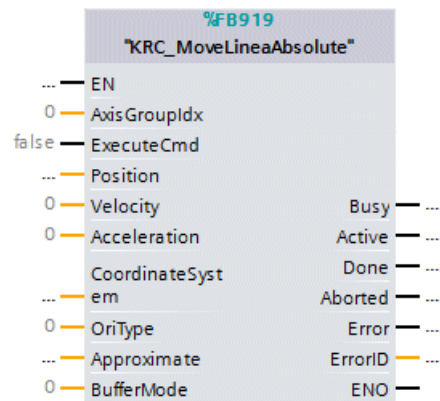 %FB919
"KRC_MoveLineaAbsolute"
... EN
0 AxisGroupIdx
false ExecuteCmd
... Position
0 Velocity Busy ...
0 Acceleration Active ...
CoordinateSyst Done ...
... em Aborted ...
0 OriType Error ...
... Approximate ErrorID ...
0 BufferMode ENO